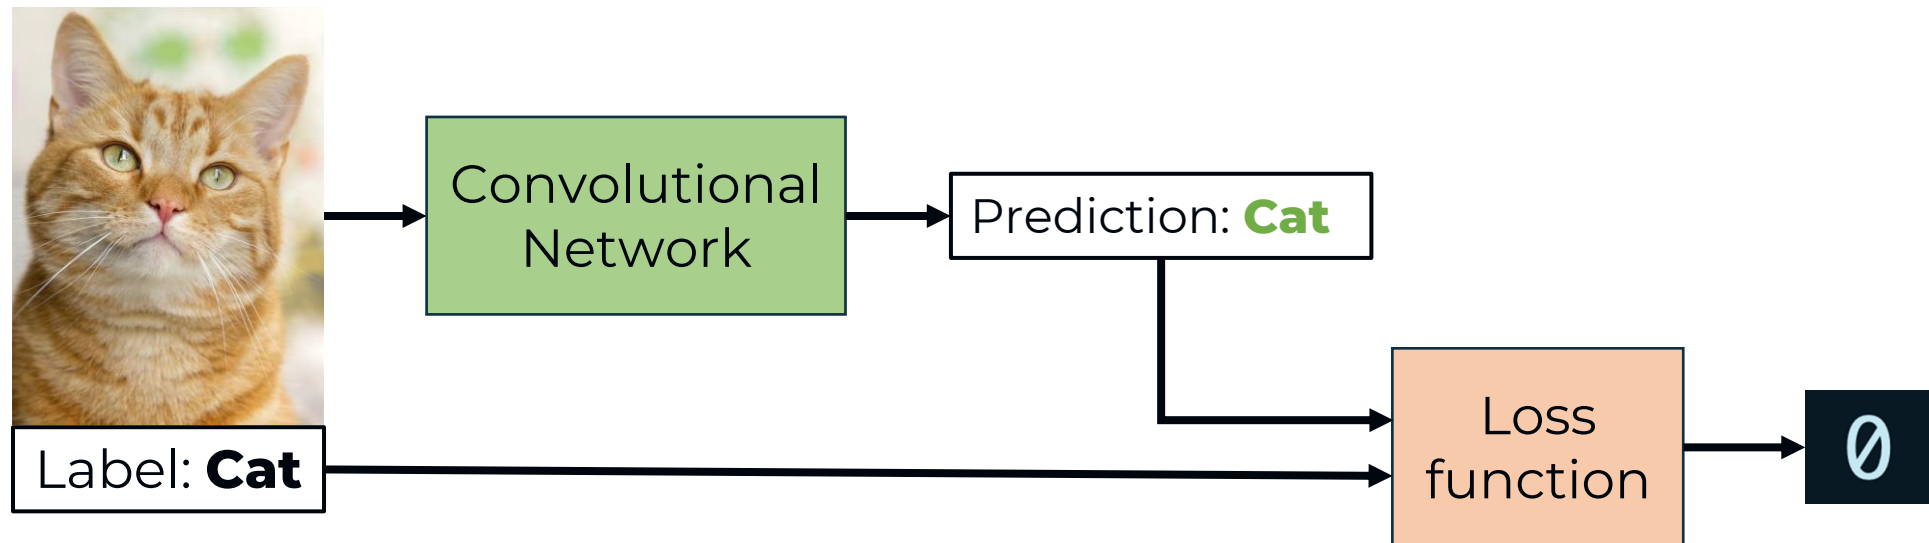 Convolutional
Network
Prediction: Cat
Label: Cat
Loss
function
0